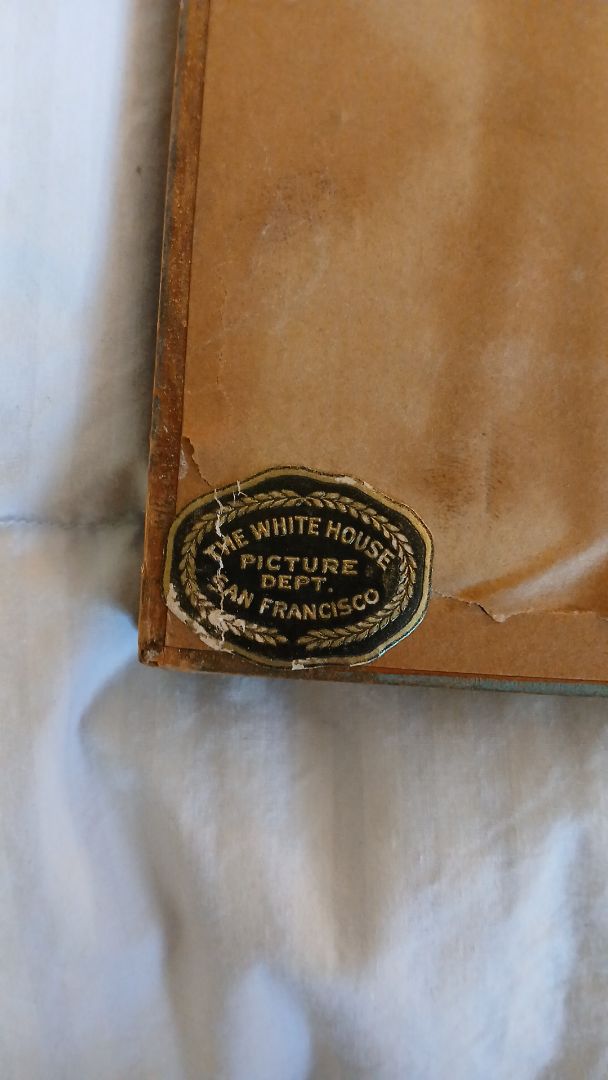 THE WHITE HOUSE
PICTURE
DEPT.
SAN FRANCISCO